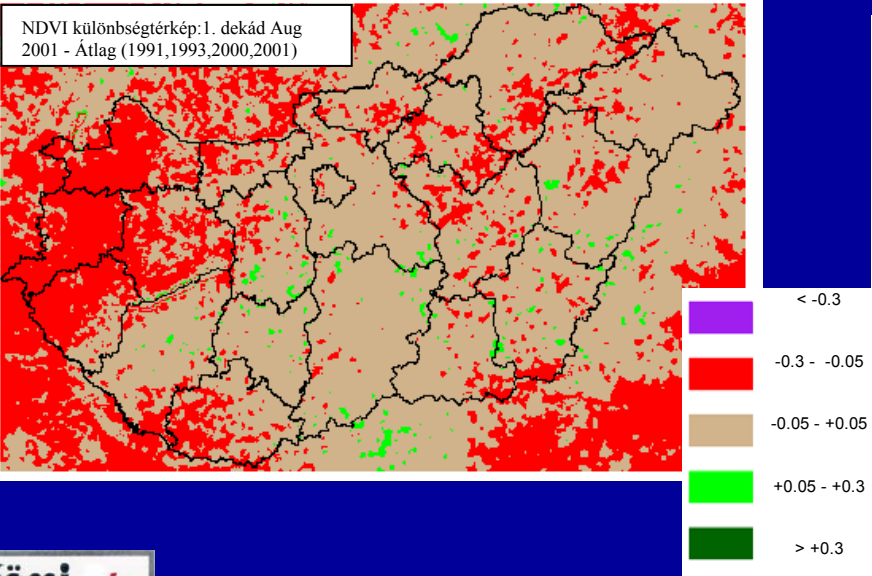 NDVI különbségtérkép:1. dekád Aug
2001 - Átlag (1991,1993,2000,2001)
< -0.3
-0.3 - -0.05
-0.05 - +0.05
+0.05 - +0.3
> +0.3